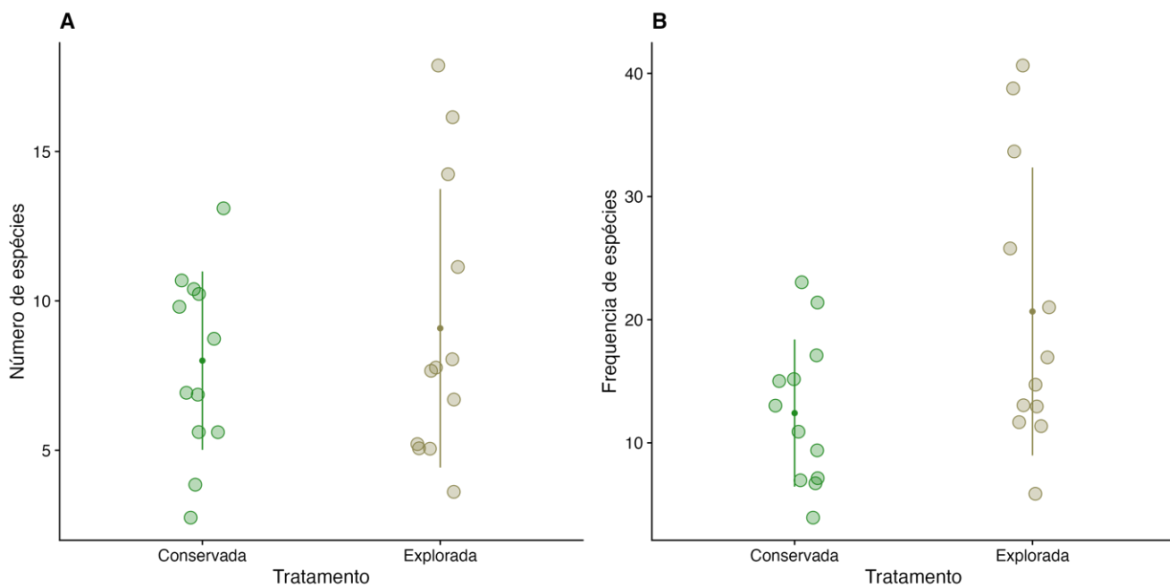 A
Número de espécies
15
10
5
Conservada
Explorada
Tratamento
B
Frequencia de espécies
40
30
20
10
Conservada
Explorada
Tratamento